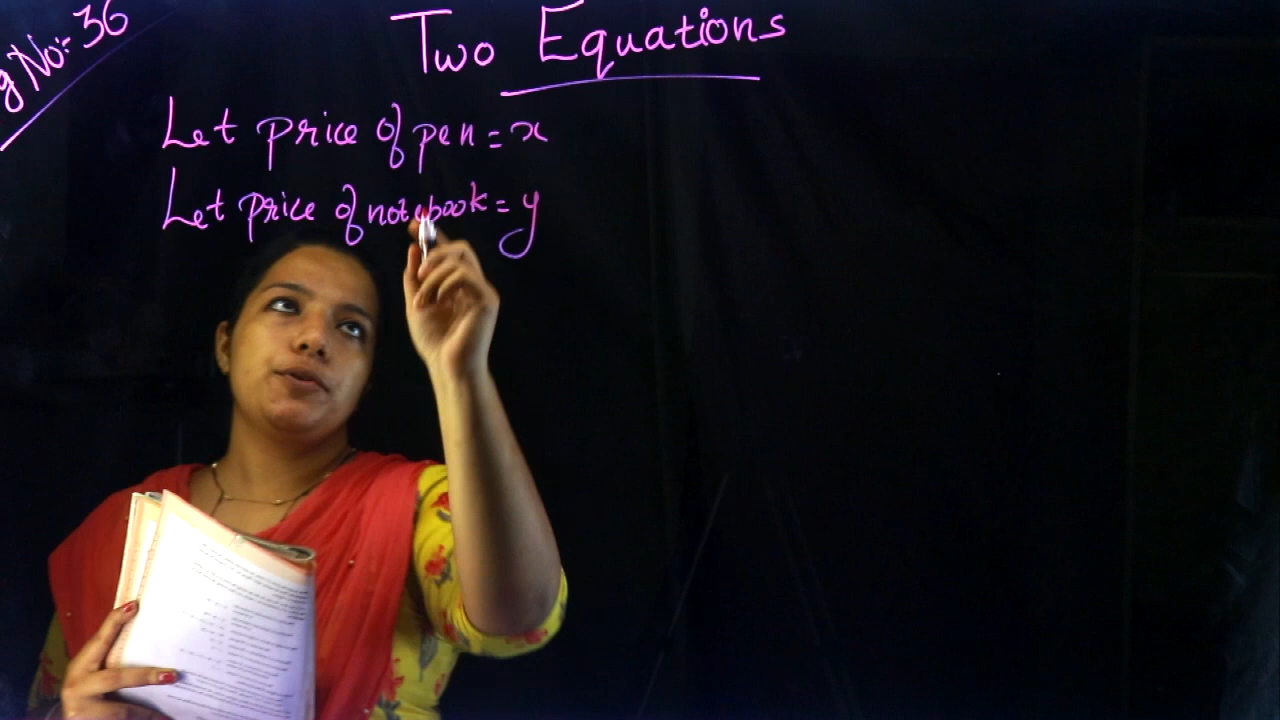 g No:- 36
Two Equations
Let price of pen = x
Let price of notebook = y